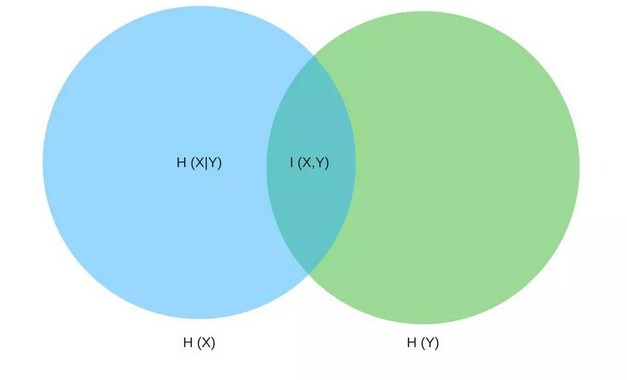 H (X|Y)
I (X,Y)
H (X)
H (Y)